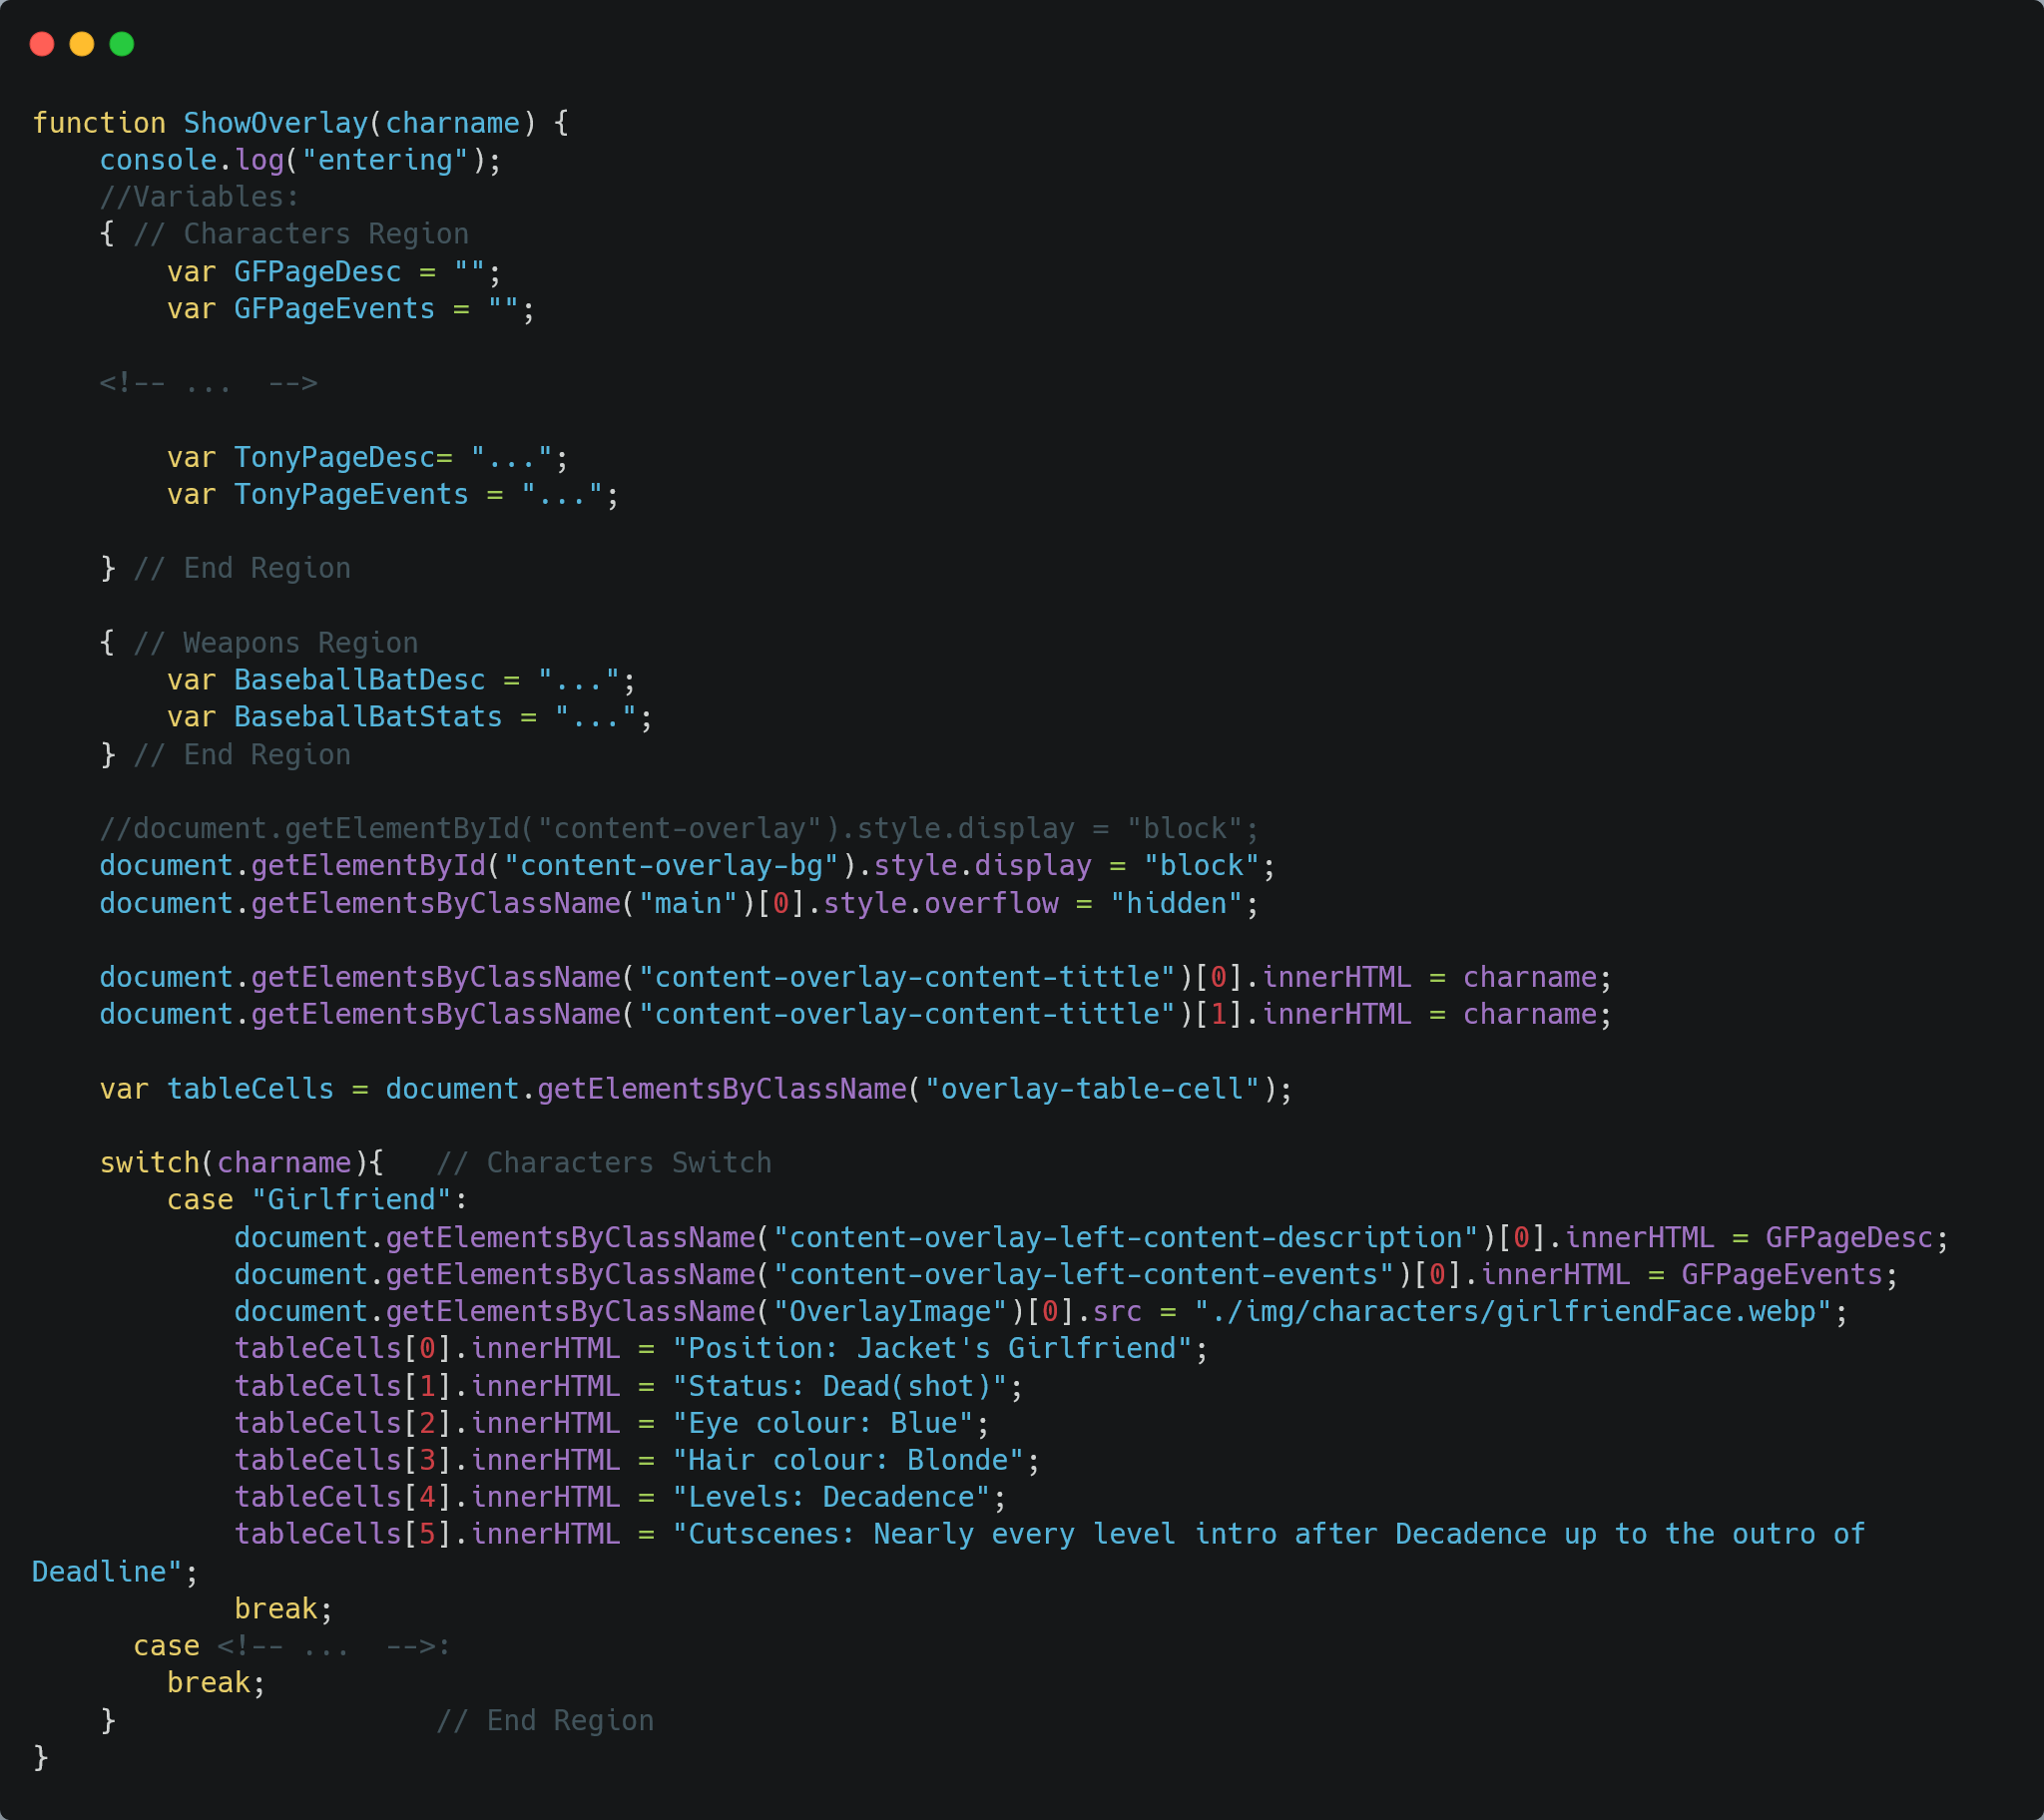 function ShowOverlay(charname) {
    console.log("entering");
    //Variables:
    { // Characters Region
        var GFPageDesc = "";
        var GFPageEvents = "";

    <!-- ...  -->

        var TonyPageDesc= "...";
        var TonyPageEvents = "...";

    } // End Region

    { // Weapons Region
        var BaseballBatDesc = "...";
        var BaseballBatStats = "...";
    } // End Region

    //document.getElementById("content-overlay").style.display = "block";
    document.getElementById("content-overlay-bg").style.display = "block";
    document.getElementsByClassName("main")[0].style.overflow = "hidden";

    document.getElementsByClassName("content-overlay-content-tittle")[0].innerHTML = charname;
    document.getElementsByClassName("content-overlay-content-tittle")[1].innerHTML = charname;

    var tableCells = document.getElementsByClassName("overlay-table-cell");

    switch(charname){   // Characters Switch
        case "Girlfriend":
            document.getElementsByClassName("content-overlay-left-content-description")[0].innerHTML = GFPageDesc;
            document.getElementsByClassName("content-overlay-left-content-events")[0].innerHTML = GFPageEvents;
            document.getElementsByClassName("OverlayImage")[0].src = "./img/characters/girlfriendFace.webp";
            tableCells[0].innerHTML = "Position: Jacket's Girlfriend";
            tableCells[1].innerHTML = "Status: Dead(shot)";
            tableCells[2].innerHTML = "Eye colour: Blue";
            tableCells[3].innerHTML = "Hair colour: Blonde";
            tableCells[4].innerHTML = "Levels: Decadence";
            tableCells[5].innerHTML = "Cutscenes: Nearly every level intro after Decadence up to the outro of
Deadline";
            break;
      case <!-- ...  -->:
        break;
    }                   // End Region
}